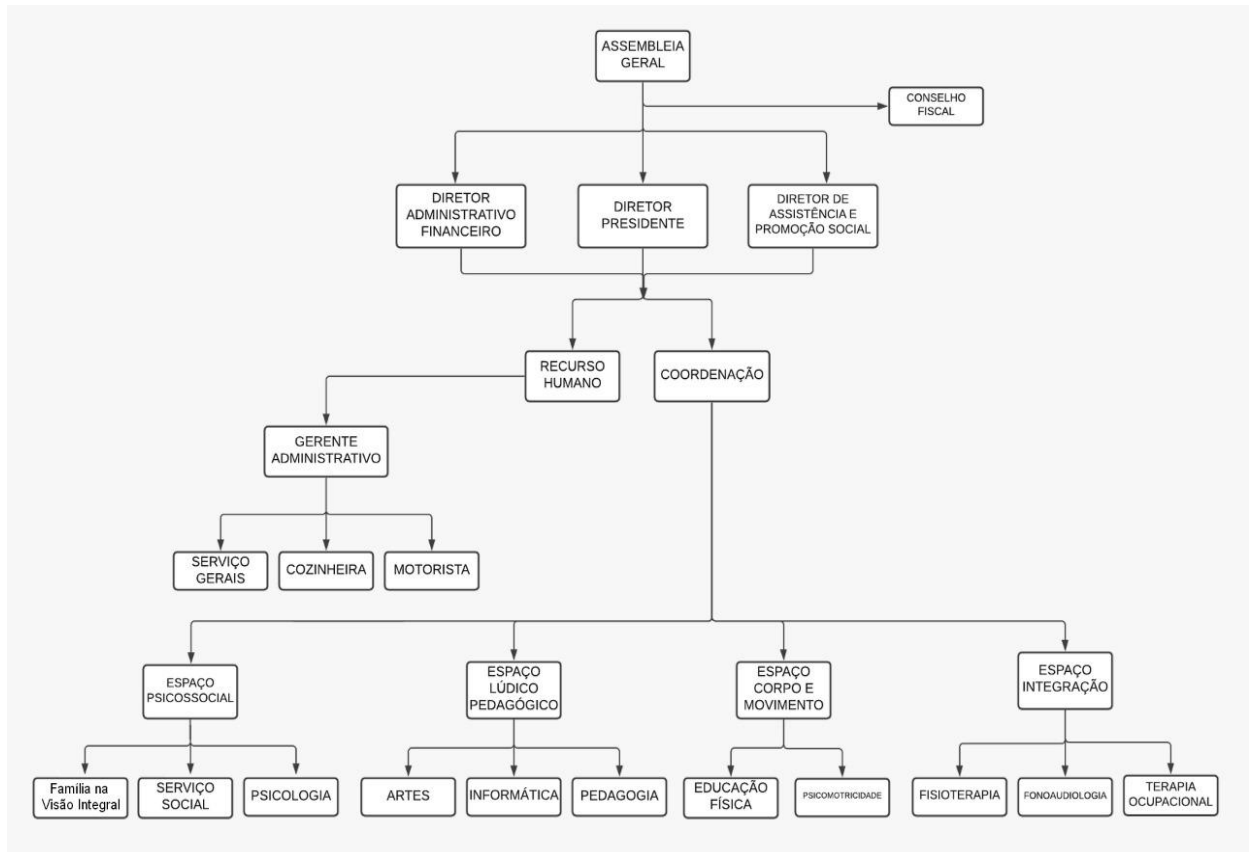 ASSEMBLEIA
GERAL
CONSELHO
FISCAL
DIRETOR
ADMINISTRATIVO
FINANCEIRO
DIRETOR
PRESIDENTE
DIRETOR DE
ASSISTÊNCIA E
PROMOÇÃO SOCIAL
RECURSO
HUMANO
COORDENAÇÃO
GERENTE
ADMINISTRATIVO
SERVIÇO
GERAIS
COZINHEIRA
MOTORISTA
ESPAÇO
PSICOSSOCIAL
ESPAÇO
LÚDICO
PEDAGÓGICO
ESPAÇO
CORPO E
MOVIMENTO
ESPAÇO
INTEGRAÇÃO
Família na
Visão Integral
SERVIÇO
SOCIAL
PSICOLOGIA
ARTES
INFORMÁTICA
PEDAGOGIA
EDUCAÇÃO
FÍSICA
PSICOMOTRICIDADE
FISIOTERAPIA
FONOAUDIOLOGIA
TERAPIA
OCUPACIONAL